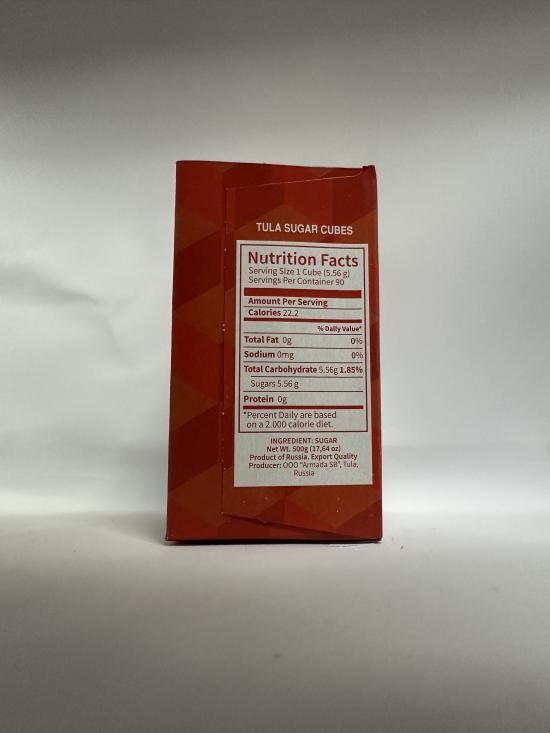 TULA SUGAR CUBES
Nutrition Facts
Serving Size 1 Cube (5.56 g)
Servings Per Container 90
Amount Per Serving
Calories 22.2
% Daily Value*
Total Fat 0g 0%
Sodium 0mg 0%
Total Carbohydrate 5.56g 1.85%
Sugars 5.56 g
Protein 0g
*Percent Daily are based
on a 2.000 calorie diet.
INGREDIENT: SUGAR
Net Wt. 500g (17,64 oz)
Product of Russia. Export Quality
Producer: OOO "Armada SB", Tula,
Russia